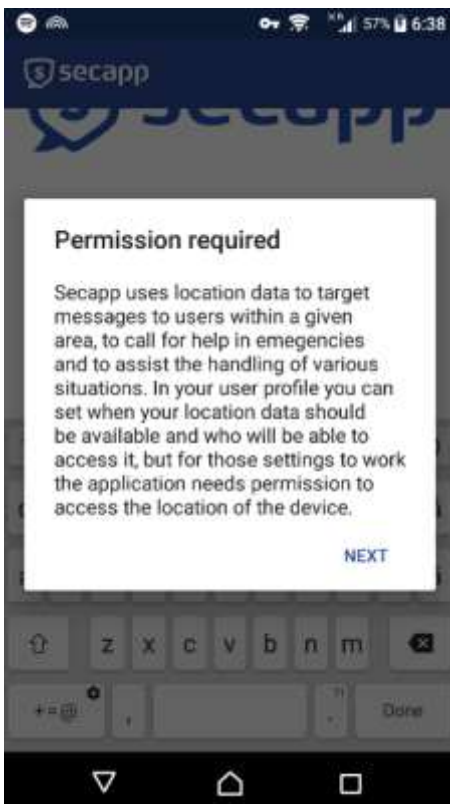 57% 6:38
secapp
secapp
Permission required
Secapp uses location data to target
messages to users within a given
area, to call for help in emegencies
and to assist the handling of various
situations. In your user profile you can
set when your location data should
be available and who will be able to
access it, but for those settings to work
the application needs permission to
access the location of the device.
NEXT
z x c v b n m
+=@ , . Done